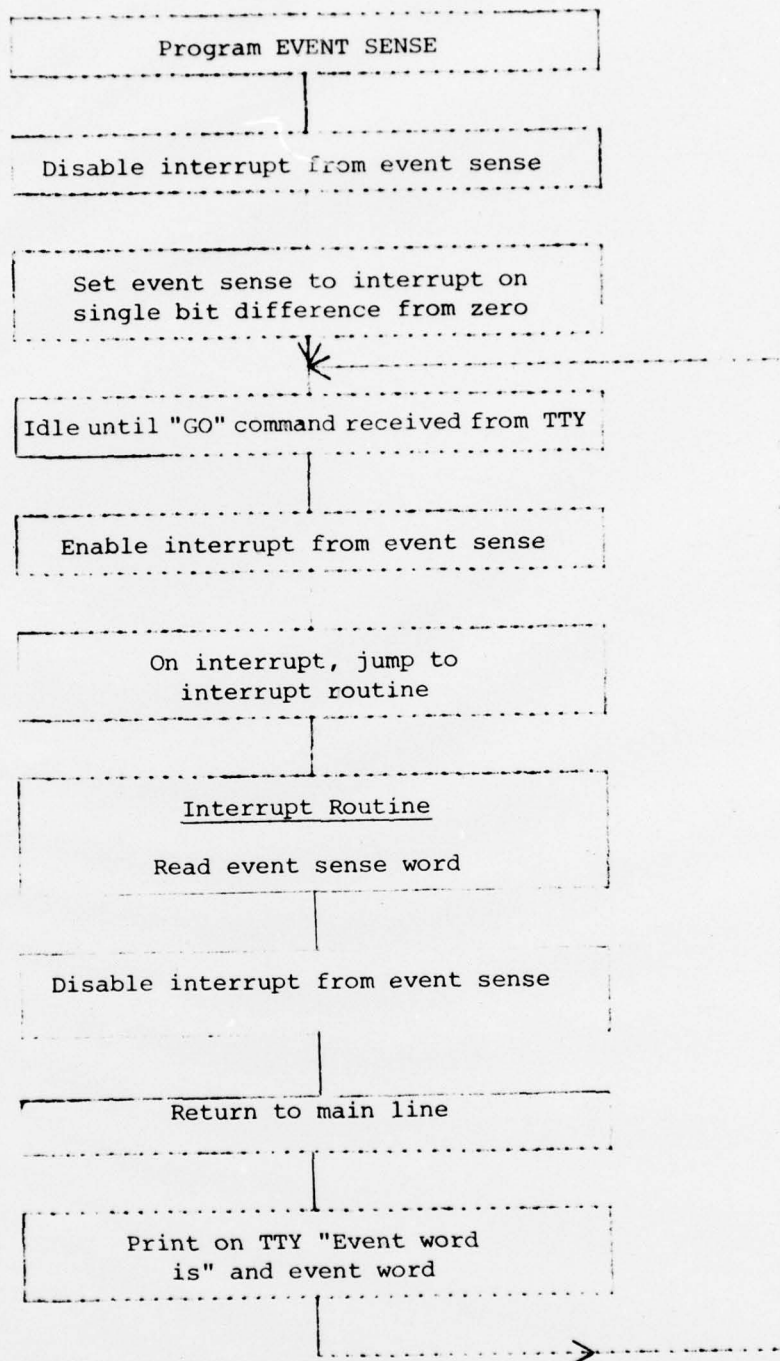 Program EVENT SENSE
Disable interrupt from event sense
Set event sense to interrupt on
single bit difference from zero
Idle until "GO" command received from TTY
Enable interrupt from event sense
On interrupt, jump to
interrupt routine
Interrupt Routine
Read event sense word
Disable interrupt from event sense
Return to main line
Print on TTY "Event word
is" and event word